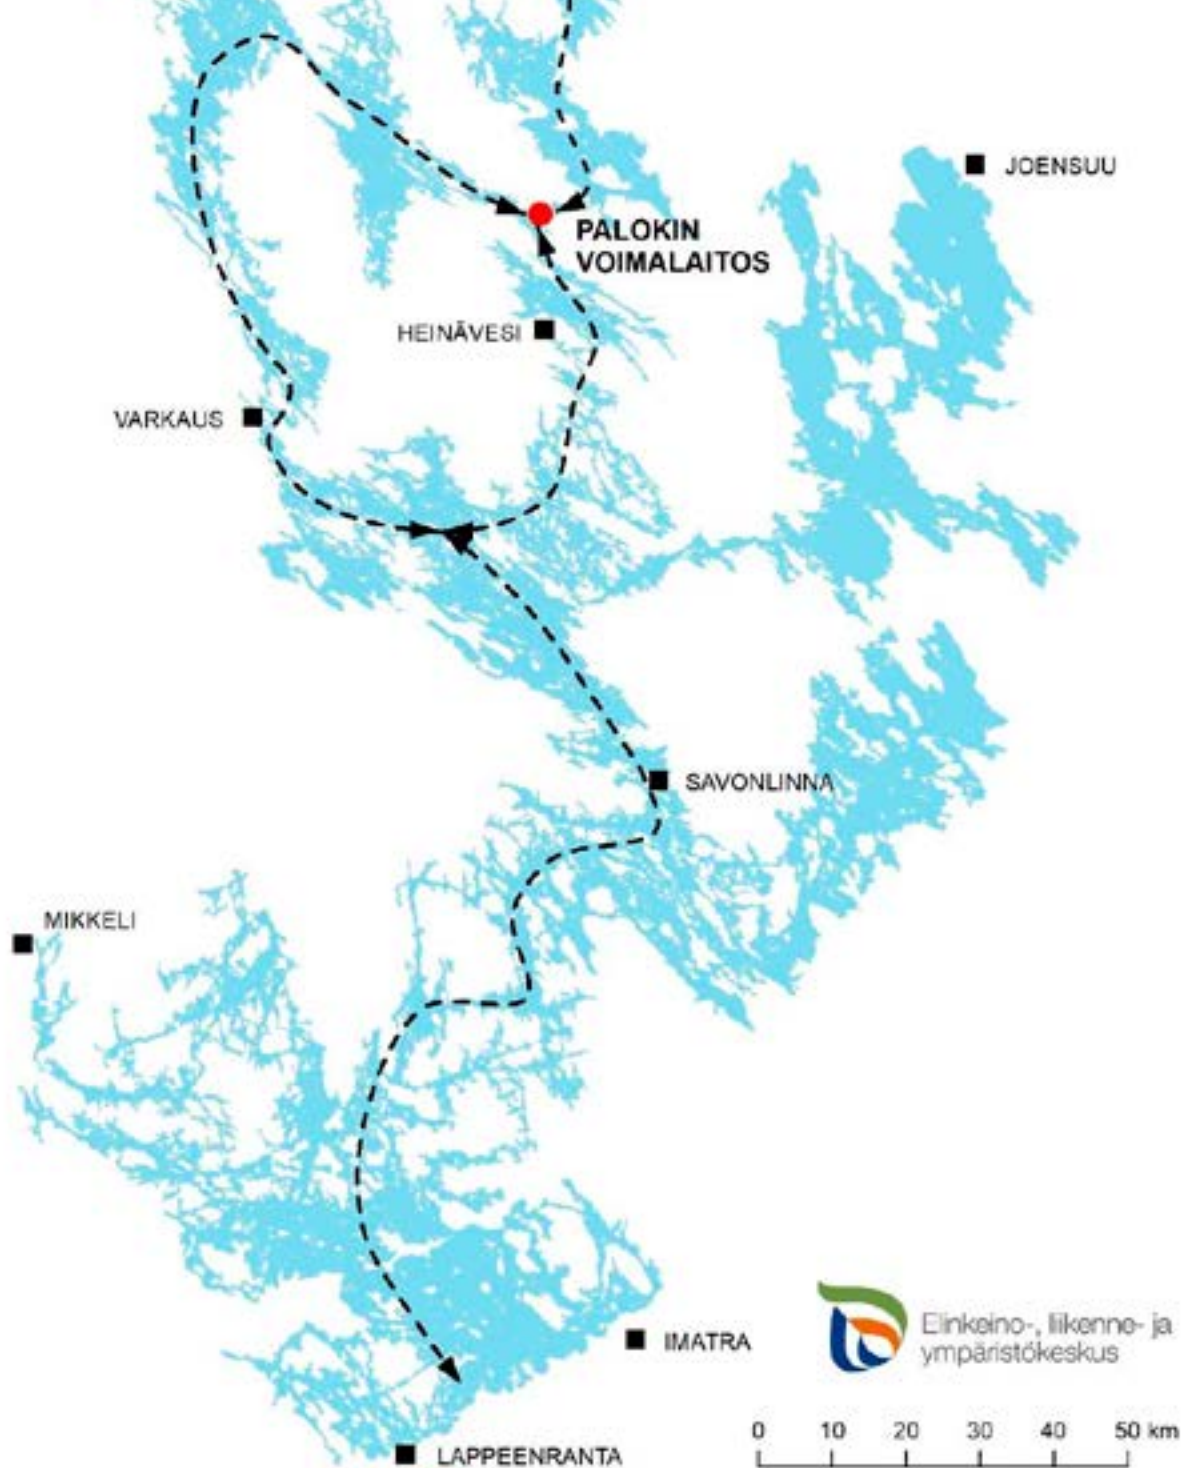 JOENSUU
PALOKIN
VOIMALAITOS
HEINÄVESI
VARKAUS
SAVONLINNA
MIKKELI
Elinkeino-, liikenne- ja
ympäristökeskus
IMATRA
0 10 20 30 40 50 km
LAPPEENRANTA